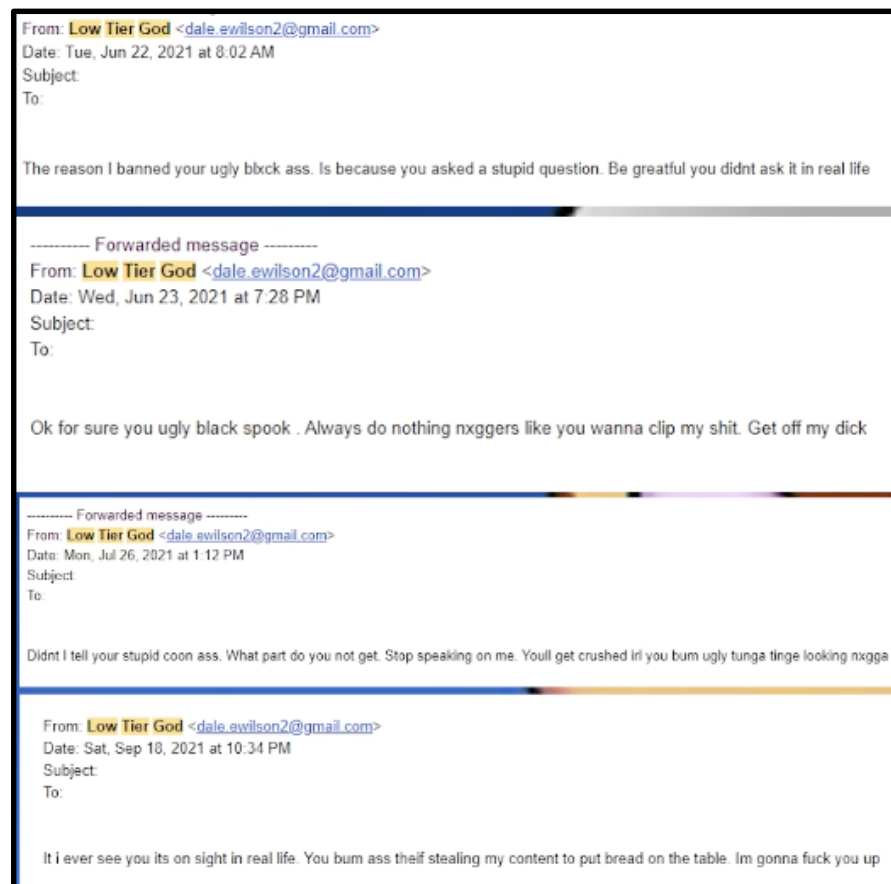 From: Low Tier God <dale.ewilson2@gmail.com>
Date: Tue, Jun 22, 2021 at 8:02 AM
Subject:
To:
The reason I banned your ugly blxck ass. Is because you asked a stupid question. Be greatful you didnt ask it in real life
---------- Forwarded message ---------
From: Low Tier God <dale.ewilson2@gmail.com>
Date: Wed, Jun 23, 2021 at 7:28 PM
Subject:
To:
Ok for sure you ugly black spook . Always do nothing nxggers like you wanna clip my shit. Get off my dick
---------- Forwarded message ---------
From: Low Tier God <dale.ewilson2@gmail.com>
Date: Mon, Jul 26, 2021 at 1:12 PM
Subject:
To:
Didnt I tell your stupid coon ass. What part do you not get. Stop speaking on me. Youll get crushed irl you bum ugly tunga tinge looking nxgga
From: Low Tier God <dale.ewilson2@gmail.com>
Date: Sat, Sep 18, 2021 at 10:34 PM
Subject:
To:
It i ever see you its on sight in real life. You bum ass theif stealing my content to put bread on the table. Im gonna fuck you up